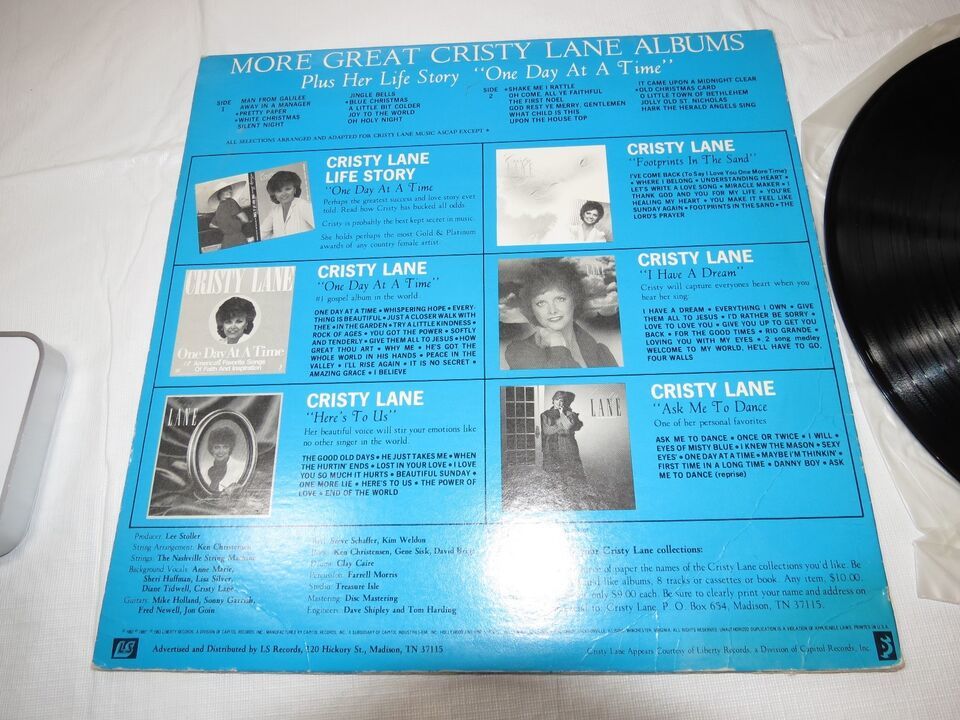 MORE GREAT CRISTY LANE ALBUMS
Plus Her Life Story "One Day At A Time"
SIDE 1
MAN FROM GALILEE
AWAY IN A MANAGER
*PRETTY PAPER
*WHITE CHRISTMAS
SILENT NIGHT
JINGLE BELLS
*BLUE CHRISTMAS
A LITTLE BIT COLDER
JOY TO THE WORLD
OH HOLY NIGHT
SIDE 2
*SHAKE ME I RATTLE
OH COME, ALL YE FAITHFUL
THE FIRST NOEL
GOD REST YE MERRY, GENTLEMEN
WHAT CHILD IS THIS
UPON THE HOUSE TOP
IT CAME UPON A MIDNIGHT CLEAR
*OLD CHRISTMAS CARD
O LITTLE TOWN OF BETHLEHEM
JOLLY OLD ST. NICHOLAS
HARK THE HERALD ANGELS SING
ALL SELECTIONS ARRANGED AND ADAPTED FOR CRISTY LANE MUSIC ASCAP EXCEPT *
CRISTY LANE
LIFE STORY
"One Day At A Time
Perhaps the greatest success and love story ever
told. Read how Cristy has bucked all odds.
Cristy is probably the best kept secret in music.
She holds perhaps the most Gold & Platinum
awards of any country female artist.
CRISTY LANE
"Footprints In The Sand"
I'VE COME BACK (To Say I Love You One More Time)
* WHERE I BELONG * UNDERSTANDING HEART *
LET'S WRITE A LOVE SONG * MIRACLE MAKER * I
THANK GOD AND YOU FOR MY LIFE * YOU'RE
HEALING MY HEART * YOU MAKE IT FEEL LIKE
SUNDAY AGAIN * FOOTPRINTS IN THE SAND * THE
LORD'S PRAYER
CRISTY LANE
One Day At A Time
America's Favorite Songs
Of Faith And Inspiration
CRISTY LANE
"One Day At A Time"
#1 gospel album in the world.
ONE DAY AT A TIME * WHISPERING HOPE * EVERY-
THING IS BEAUTIFUL * JUST A CLOSER WALK WITH
THEE * IN THE GARDEN * TRY A LITTLE KINDNESS *
ROCK OF AGES * YOU GOT THE POWER * SOFTLY
AND TENDERLY * GIVE THEM ALL TO JESUS * HOW
GREAT THOU ART * WHY ME * HE'S GOT THE
WHOLE WORLD IN HIS HANDS * PEACE IN THE
VALLEY * I'LL RISE AGAIN * IT IS NO SECRET *
AMAZING GRACE * I BELIEVE
CRISTY LANE
"I Have A Dream"
Cristy will capture everyones heart when you
hear her sing.
I HAVE A DREAM * EVERYTHING I OWN * GIVE
THEM ALL TO JESUS * I'D RATHER BE SORRY *
LOVE TO LOVE YOU * GIVE YOU UP TO GET YOU
BACK * FOR THE GOOD TIMES * RIO GRANDE *
LOVING YOU WITH MY EYES * 2 song medley
WELCOME TO MY WORLD, HE'LL HAVE TO GO,
FOUR WALLS
LANE
CRISTY LANE
"Here's To Us"
Her beautiful voice will stir your emotions like
no other singer in the world.
THE GOOD OLD DAYS * HE JUST TAKES ME * WHEN
THE HURTIN' ENDS * LOST IN YOUR LOVE * I LOVE
YOU SO MUCH IT HURTS * BEAUTIFUL SUNDAY *
ONE MORE LIE * HERE'S TO US * THE POWER OF
LOVE * END OF THE WORLD
LANE
CRISTY LANE
"Ask Me To Dance
One of her personal favorites
ASK ME TO DANCE * ONCE OR TWICE * I WILL *
EYES OF MISTY BLUE * I KNEW THE MASON * SEXY
EYES' * ONE DAY AT A TIME * MAYBE I'M THINKIN' *
FIRST TIME IN A LONG TIME * DANNY BOY * ASK
ME TO DANCE (reprise)
Producer: Lee Stoller
String Arrangement: Ken Christensen
Strings: The Nashville String Machine
Background Vocals: Anne Marie,
Sheri Huffman, Lisa Silver,
Diane Tidwell, Cristy Lane
Guitars: Mike Holland, Sonny Garrish,
Fred Newell, Jon Goin
Steve Schaffer, Kim Weldon
Ken Christensen, Gene Sisk, David Briggs
Clay Caire
Percussion: Farrell Morris
Studio: Treasure Isle
Mastering: Disc Mastering
Engineers: Dave Shipley and Tom Harding
Cristy Lane collections:
of paper the names of the Cristy Lane collections you'd like. Be
like albums, 8 tracks or cassettes or book. Any item, $10.00,
only $9.00 each. Be sure to clearly print your name and address
to: Cristy Lane, P. O. Box 654, Madison, TN 37115.
LS
Advertised and Distributed by LS Records, 120 Hickory St., Madison, TN 37115
Cristy Lane Appears Courtesy of Liberty Records, a Division of Capitol Records, Inc.